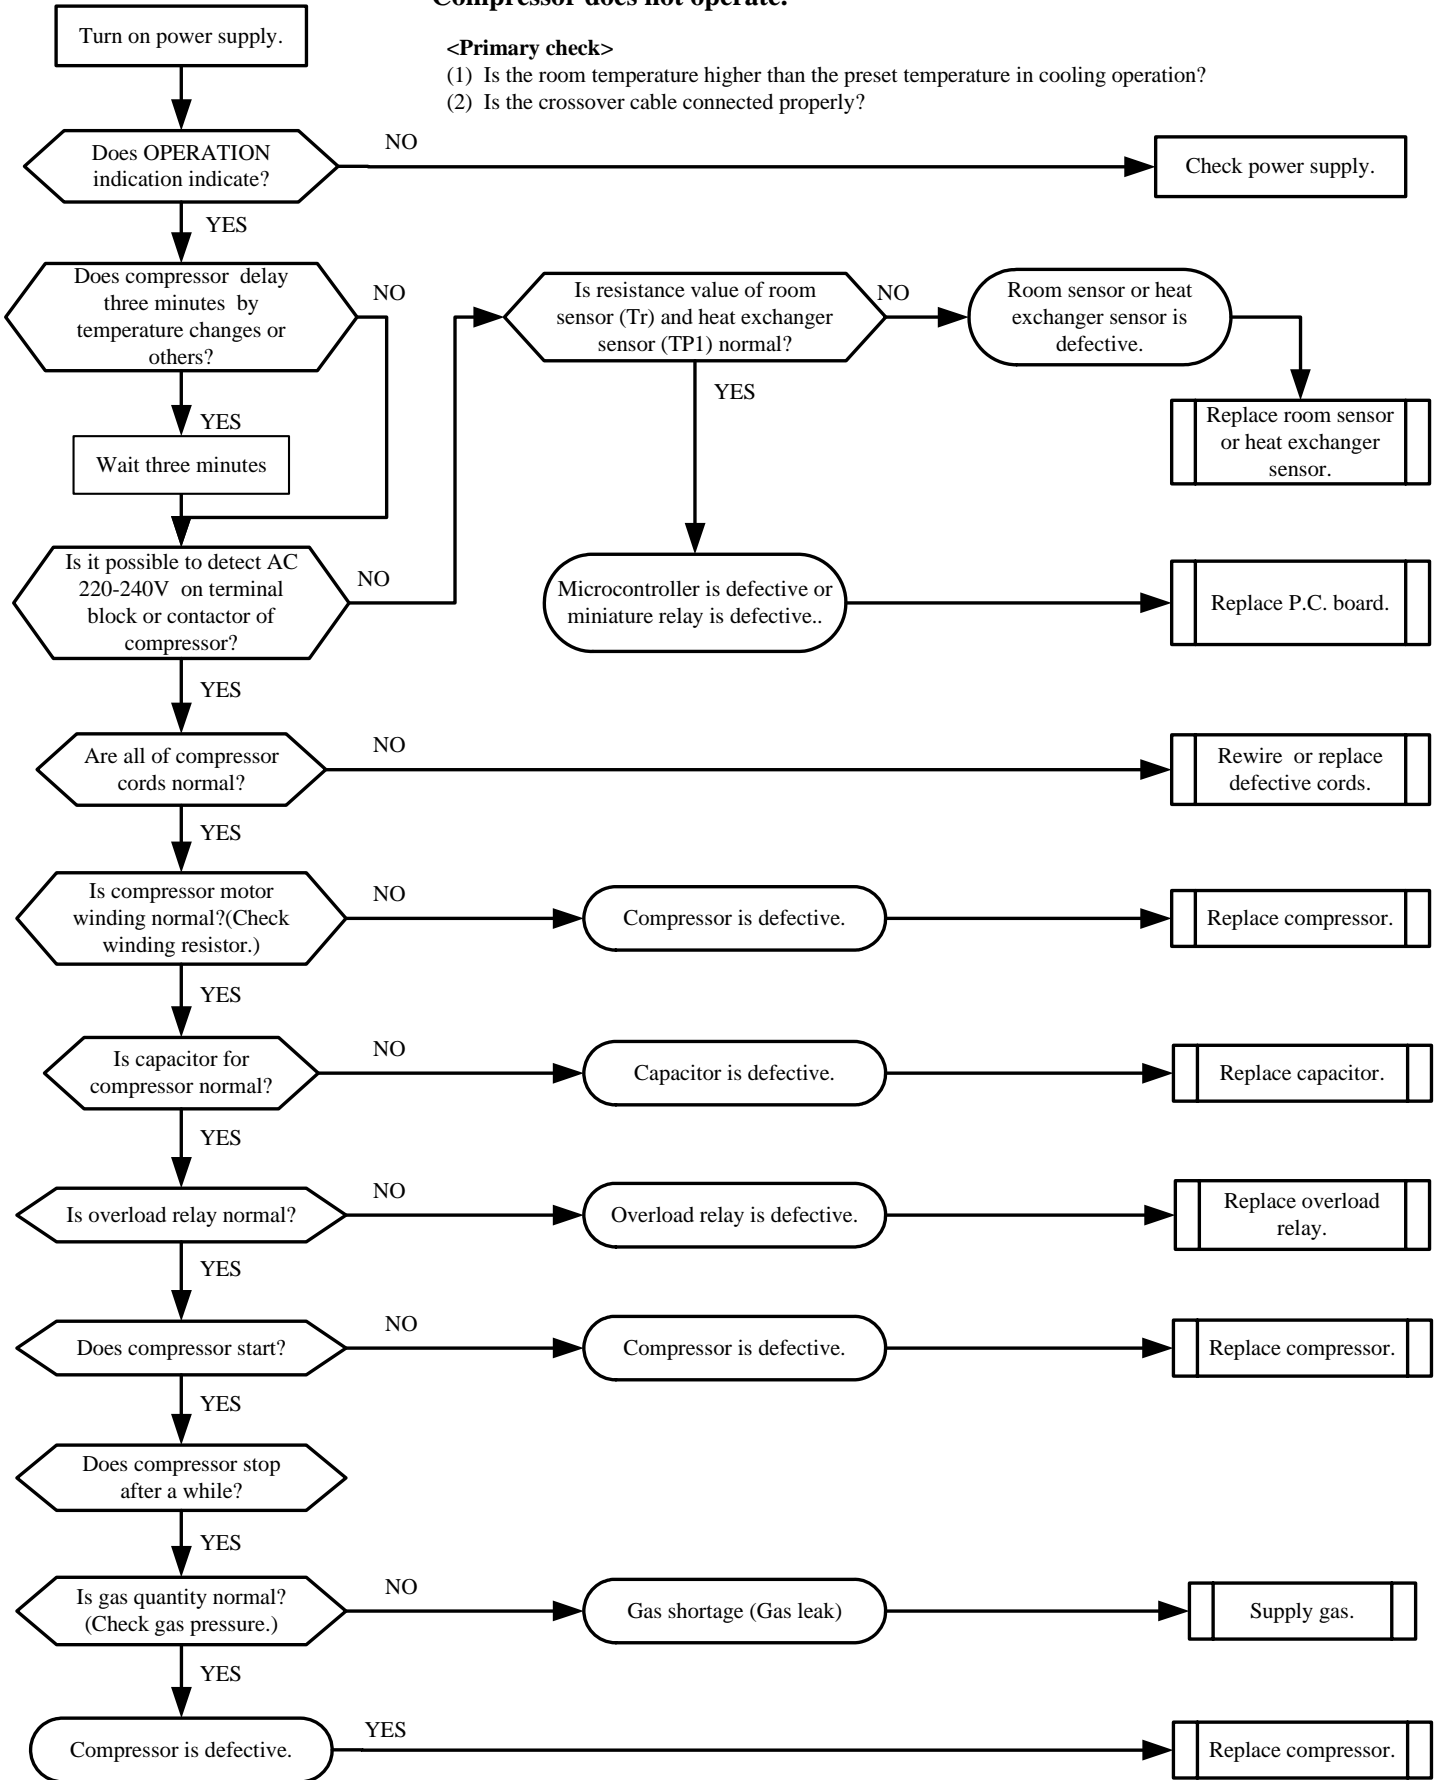 Compressor does not operate.
Turn on power supply.
<Primary check>
(1) Is the room temperature higher than the preset temperature in cooling operation?
(2) Is the crossover cable connected properly?
Does OPERATION
indication indicate?
NO
Check power supply.
YES
Does compressor delay
three minutes by
temperature changes or
others?
NO
Is resistance value of room
sensor (Tr) and heat exchanger
sensor (TP1) normal?
NO
Room sensor or heat
exchanger sensor is
defective.
YES
YES
Replace room sensor
or heat exchanger
sensor.
Wait three minutes
Is it possible to detect AC
220-240V on terminal
block or contactor of
compressor?
NO
Microcontroller is defective or
miniature relay is defective..
Replace P.C. board.
YES
Are all of compressor
cords normal?
NO
Rewire or replace
defective cords.
YES
Is compressor motor
winding normal?(Check
winding resistor.)
NO
Compressor is defective.
Replace compressor.
YES
Is capacitor for
compressor normal?
NO
Capacitor is defective.
Replace capacitor.
YES
Is overload relay normal?
NO
Overload relay is defective.
Replace overload
relay.
YES
Does compressor start?
NO
Compressor is defective.
Replace compressor.
YES
Does compressor stop
after a while?
YES
Is gas quantity normal?
(Check gas pressure.)
NO
Gas shortage (Gas leak)
Supply gas.
YES
Compressor is defective.
YES
Replace compressor.